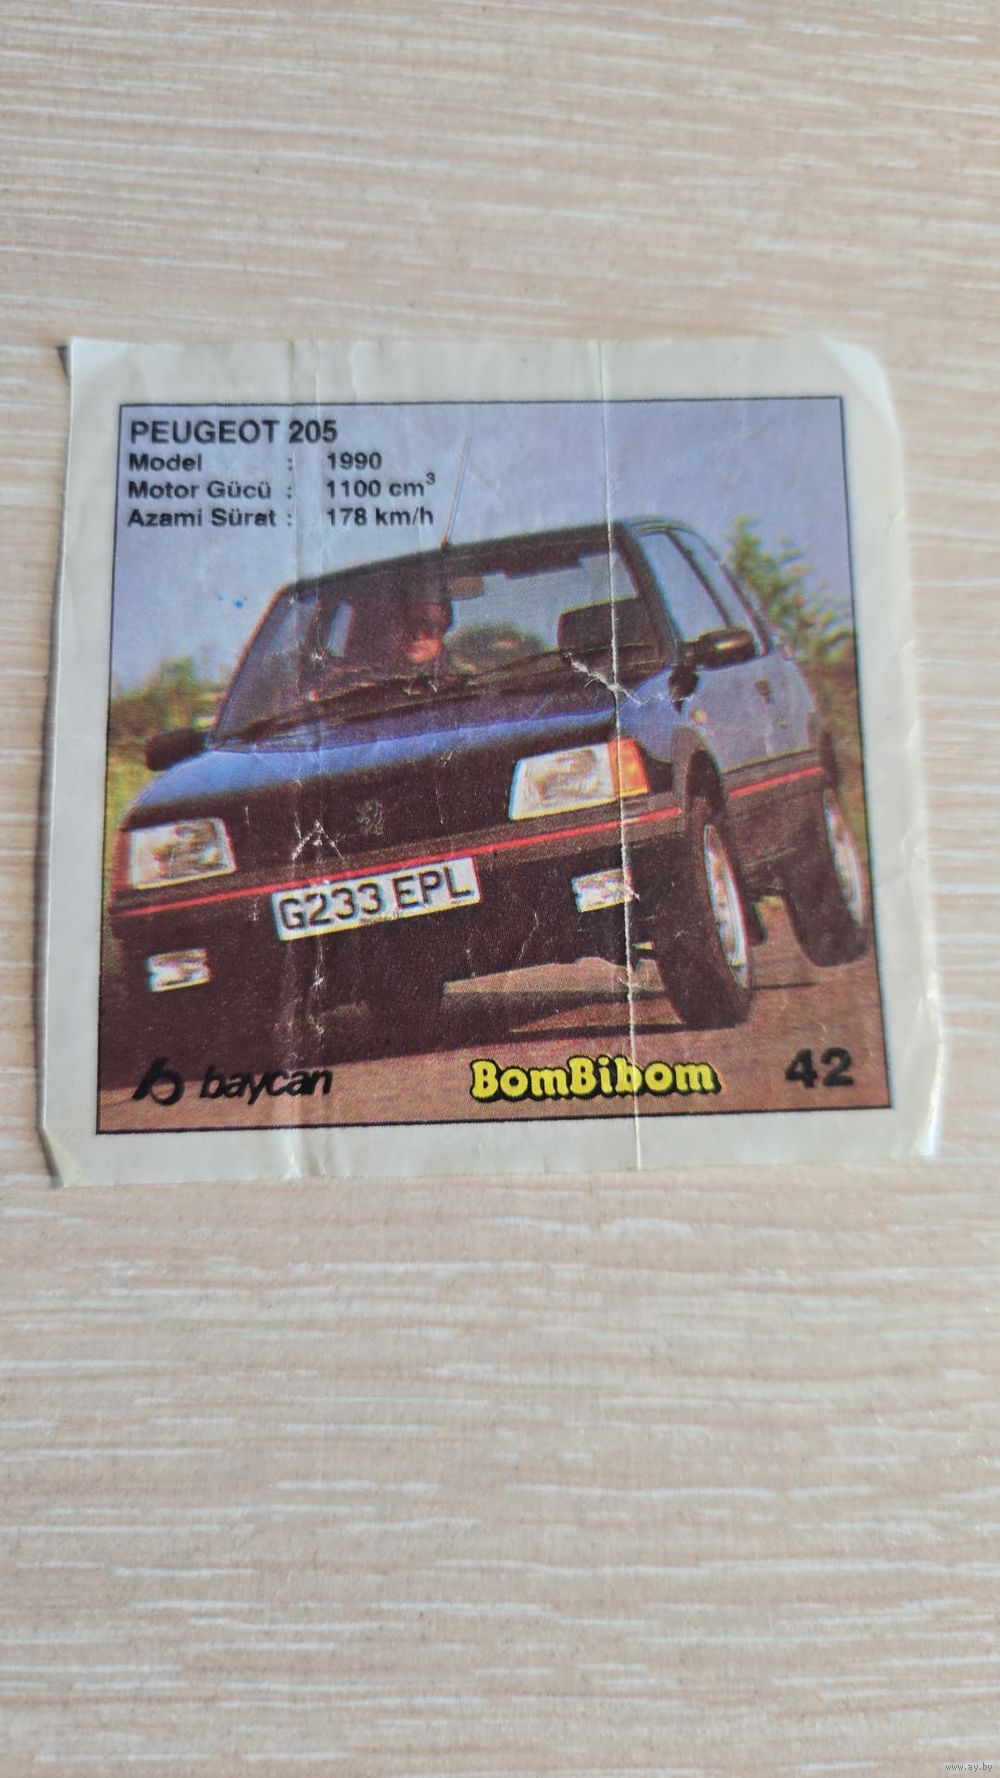 PEUGEOT 205
Model : 1990
Motor Gücü : 1100 cm³
Azami Sürat : 178 km/h
G233 EPL
baycan BomBibom 42
www.ay.by